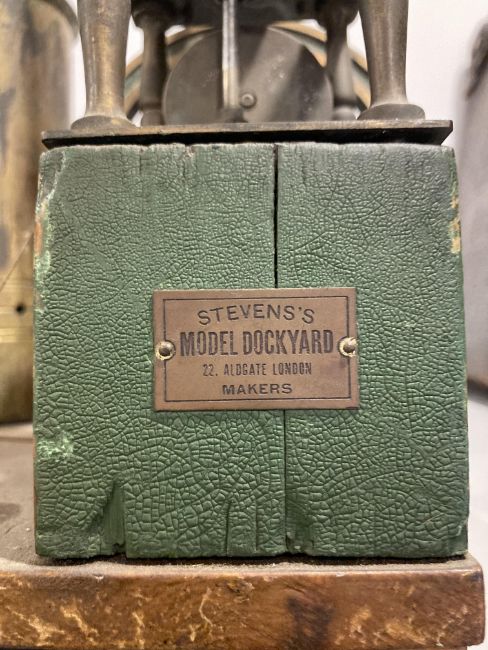 STEVENS'S
MODEL DOCKYARD
22, ALDGATE LONDON
MAKERS